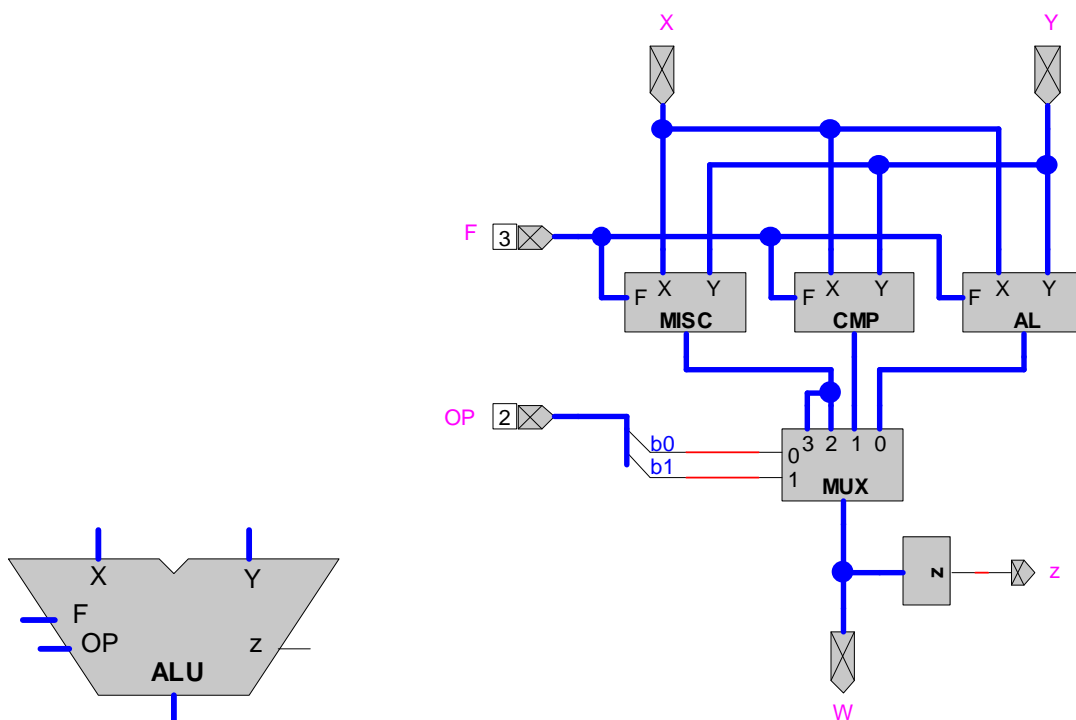 X Y
F 3
X Y X Y X Y
F F F
MISC CMP AL
OP 2
3 2 1 0
b0 0
b1 1
MUX
z z
X Y
F
OP z
ALU
W